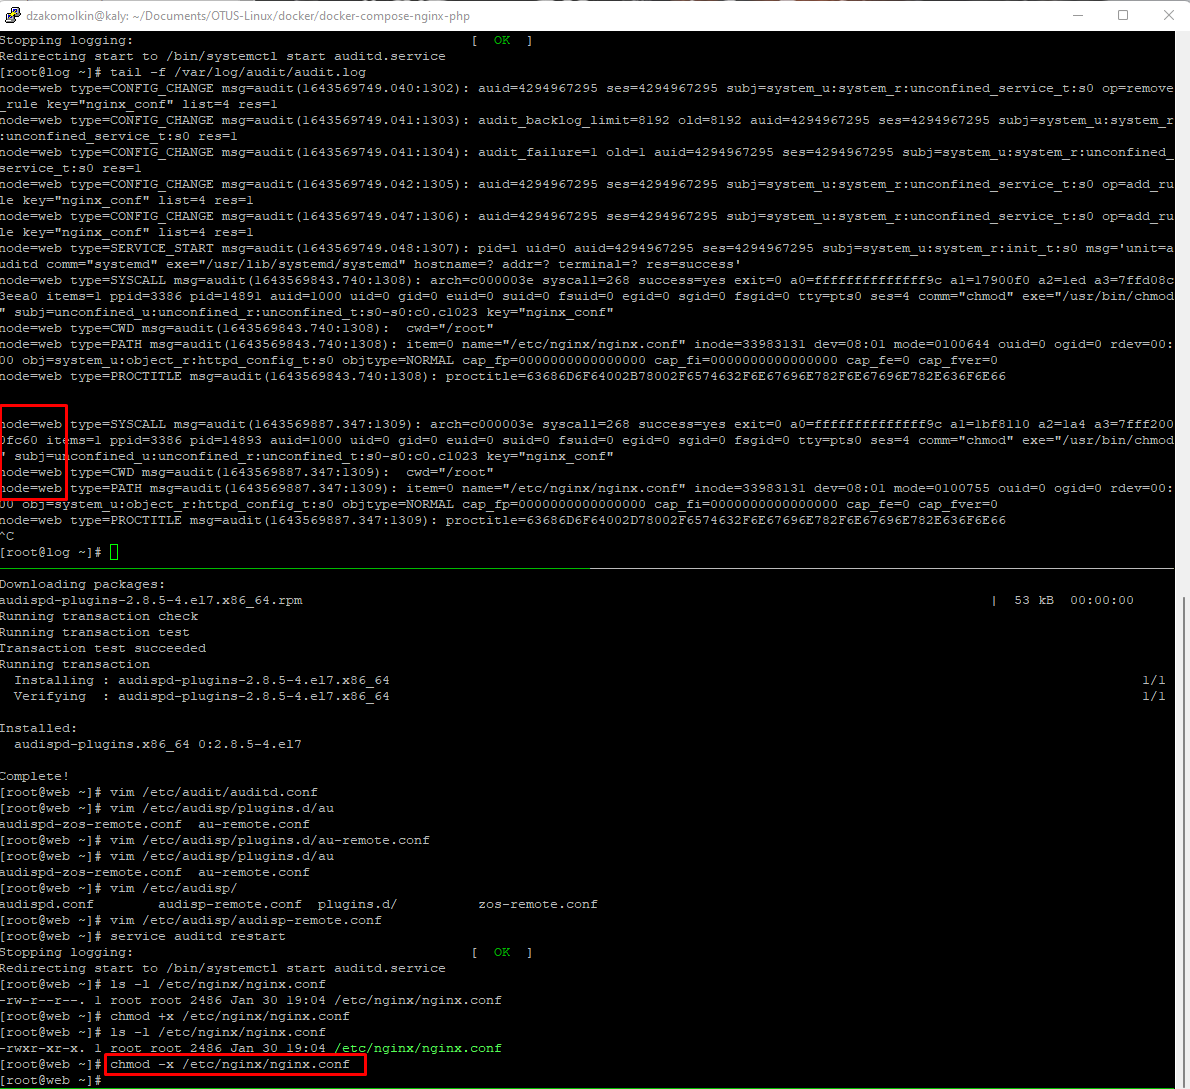 dzakomolkin@kaly: ~/Documents/OTUS-Linux/docker/docker-compose-nginx-php
Stopping logging:                                          [  OK  ]
Redirecting start to /bin/systemctl start auditd.service
[root@log ~]# tail -f /var/log/audit/audit.log
node=web type=CONFIG_CHANGE msg=audit(1643569749.040:1302): auid=4294967295 ses=4294967295 subj=system_u:system_r:unconfined_service_t:s0 op=remove
_rule key="nginx_conf" list=4 res=1
node=web type=CONFIG_CHANGE msg=audit(1643569749.041:1303): audit_backlog_limit=8192 old=8192 auid=4294967295 ses=4294967295 subj=system_u:system_r
:unconfined_service_t:s0 res=1
node=web type=CONFIG_CHANGE msg=audit(1643569749.041:1304): audit_failure=1 old=1 auid=4294967295 ses=4294967295 subj=system_u:system_r:unconfined_
service_t:s0 res=1
node=web type=CONFIG_CHANGE msg=audit(1643569749.042:1305): auid=4294967295 ses=4294967295 subj=system_u:system_r:unconfined_service_t:s0 op=add_ru
le key="nginx_conf" list=4 res=1
node=web type=CONFIG_CHANGE msg=audit(1643569749.047:1306): auid=4294967295 ses=4294967295 subj=system_u:system_r:unconfined_service_t:s0 op=add_ru
le key="nginx_conf" list=4 res=1
node=web type=SERVICE_START msg=audit(1643569749.048:1307): pid=1 uid=0 auid=4294967295 ses=4294967295 subj=system_u:system_r:init_t:s0 msg='unit=a
uditd comm="systemd" exe="/usr/lib/systemd/systemd" hostname=? addr=? terminal=? res=success'
node=web type=SYSCALL msg=audit(1643569843.740:1308): arch=c000003e syscall=268 success=yes exit=0 a0=ffffffffffffff9c a1=17900f0 a2=1ed a3=7ffd08c
3eea0 items=1 ppid=3386 pid=14891 auid=1000 uid=0 gid=0 euid=0 suid=0 fsuid=0 egid=0 sgid=0 fsgid=0 tty=pts0 ses=4 comm="chmod" exe="/usr/bin/chmod
" subj=unconfined_u:unconfined_r:unconfined_t:s0-s0:c0.c1023 key="nginx_conf"
node=web type=CWD msg=audit(1643569843.740:1308):  cwd="/root"
node=web type=PATH msg=audit(1643569843.740:1308): item=0 name="/etc/nginx/nginx.conf" inode=33983131 dev=08:01 mode=0100644 ouid=0 ogid=0 rdev=00:
00 obj=system_u:object_r:httpd_config_t:s0 objtype=NORMAL cap_fp=0000000000000000 cap_fi=0000000000000000 cap_fe=0 cap_fver=0
node=web type=PROCTITLE msg=audit(1643569843.740:1308): proctitle=63686D6F64002B78002F6574632F6E67696E782F6E67696E782E636F6E66
node=web type=SYSCALL msg=audit(1643569887.347:1309): arch=c000003e syscall=268 success=yes exit=0 a0=ffffffffffffff9c a1=1bf8110 a2=1a4 a3=7fff200
0fc60 items=1 ppid=3386 pid=14893 auid=1000 uid=0 gid=0 euid=0 suid=0 fsuid=0 egid=0 sgid=0 fsgid=0 tty=pts0 ses=4 comm="chmod" exe="/usr/bin/chmod
" subj=unconfined_u:unconfined_r:unconfined_t:s0-s0:c0.c1023 key="nginx_conf"
node=web type=CWD msg=audit(1643569887.347:1309):  cwd="/root"
node=web type=PATH msg=audit(1643569887.347:1309): item=0 name="/etc/nginx/nginx.conf" inode=33983131 dev=08:01 mode=0100755 ouid=0 ogid=0 rdev=00:
00 obj=system_u:object_r:httpd_config_t:s0 objtype=NORMAL cap_fp=0000000000000000 cap_fi=0000000000000000 cap_fe=0 cap_fver=0
node=web type=PROCTITLE msg=audit(1643569887.347:1309): proctitle=63686D6F64002D78002F6574632F6E67696E782F6E67696E782E636F6E66
^C
[root@log ~]#
Downloading packages:
audispd-plugins-2.8.5-4.el7.x86_64.rpm                                    |  53 kB  00:00:00
Running transaction check
Running transaction test
Transaction test succeeded
Running transaction
  Installing : audispd-plugins-2.8.5-4.el7.x86_64                                    1/1
  Verifying  : audispd-plugins-2.8.5-4.el7.x86_64                                    1/1
Installed:
  audispd-plugins.x86_64 0:2.8.5-4.el7
Complete!
[root@web ~]# vim /etc/audit/auditd.conf
[root@web ~]# vim /etc/audisp/plugins.d/au
audispd-zos-remote.conf  au-remote.conf
[root@web ~]# vim /etc/audisp/plugins.d/au-remote.conf
[root@web ~]# vim /etc/audisp/plugins.d/au
audispd-zos-remote.conf  au-remote.conf
[root@web ~]# vim /etc/audisp/
audispd.conf        audisp-remote.conf  plugins.d/          zos-remote.conf
[root@web ~]# vim /etc/audisp/audisp-remote.conf
[root@web ~]# service auditd restart
Stopping logging:                                          [  OK  ]
Redirecting start to /bin/systemctl start auditd.service
[root@web ~]# ls -l /etc/nginx/nginx.conf
-rw-r--r--. 1 root root 2486 Jan 30 19:04 /etc/nginx/nginx.conf
[root@web ~]# chmod +x /etc/nginx/nginx.conf
[root@web ~]# ls -l /etc/nginx/nginx.conf
-rwxr-xr-x. 1 root root 2486 Jan 30 19:04 /etc/nginx/nginx.conf
[root@web ~]# chmod -x /etc/nginx/nginx.conf
[root@web ~]#